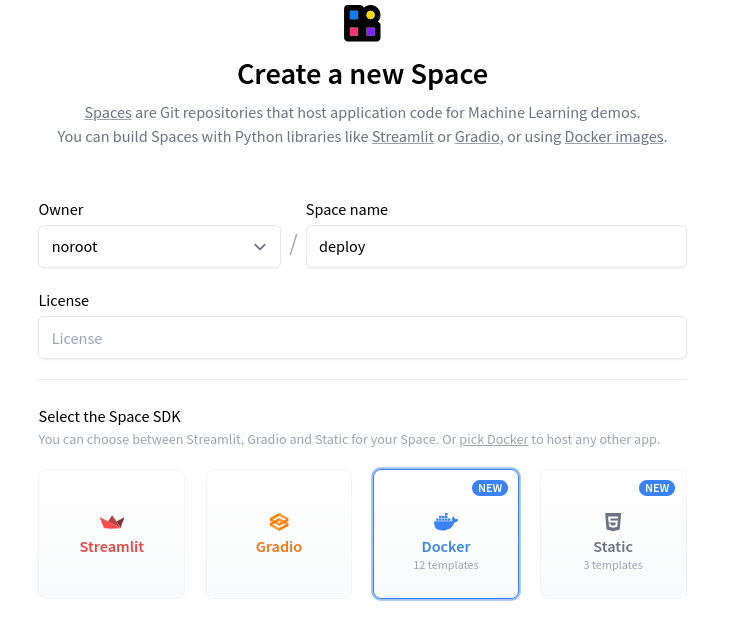 Create a new Space
Spaces are Git repositories that host application code for Machine Learning demos.
You can build Spaces with Python libraries like Streamlit or Gradio, or using Docker images.
Owner
Space name
noroot
/
deploy
License
License
Select the Space SDK
You can choose between Streamlit, Gradio and Static for your Space. Or pick Docker to host any other app.
Streamlit
Gradio
NEW
Docker
12 templates
NEW
Static
3 templates